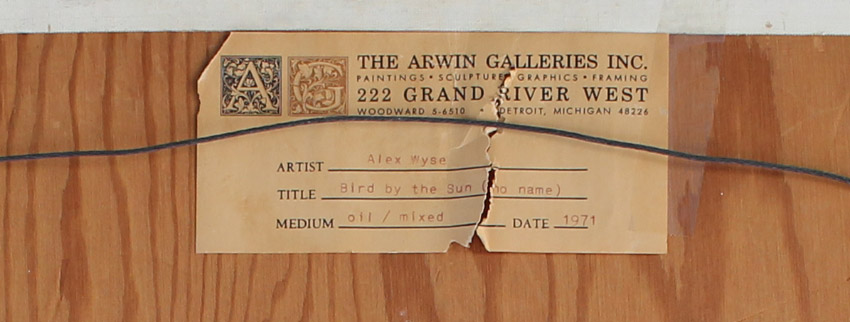 A G
THE ARWIN GALLERIES INC.
PAINTINGS • SCULPTURE GRAPHICS • FRAMING
222 GRAND RIVER WEST
WOODWARD 5-6510 DETROIT, MICHIGAN 48226
ARTIST Alex Wyse
TITLE Bird by the Sun (no name)
MEDIUM oil / mixed DATE 1971